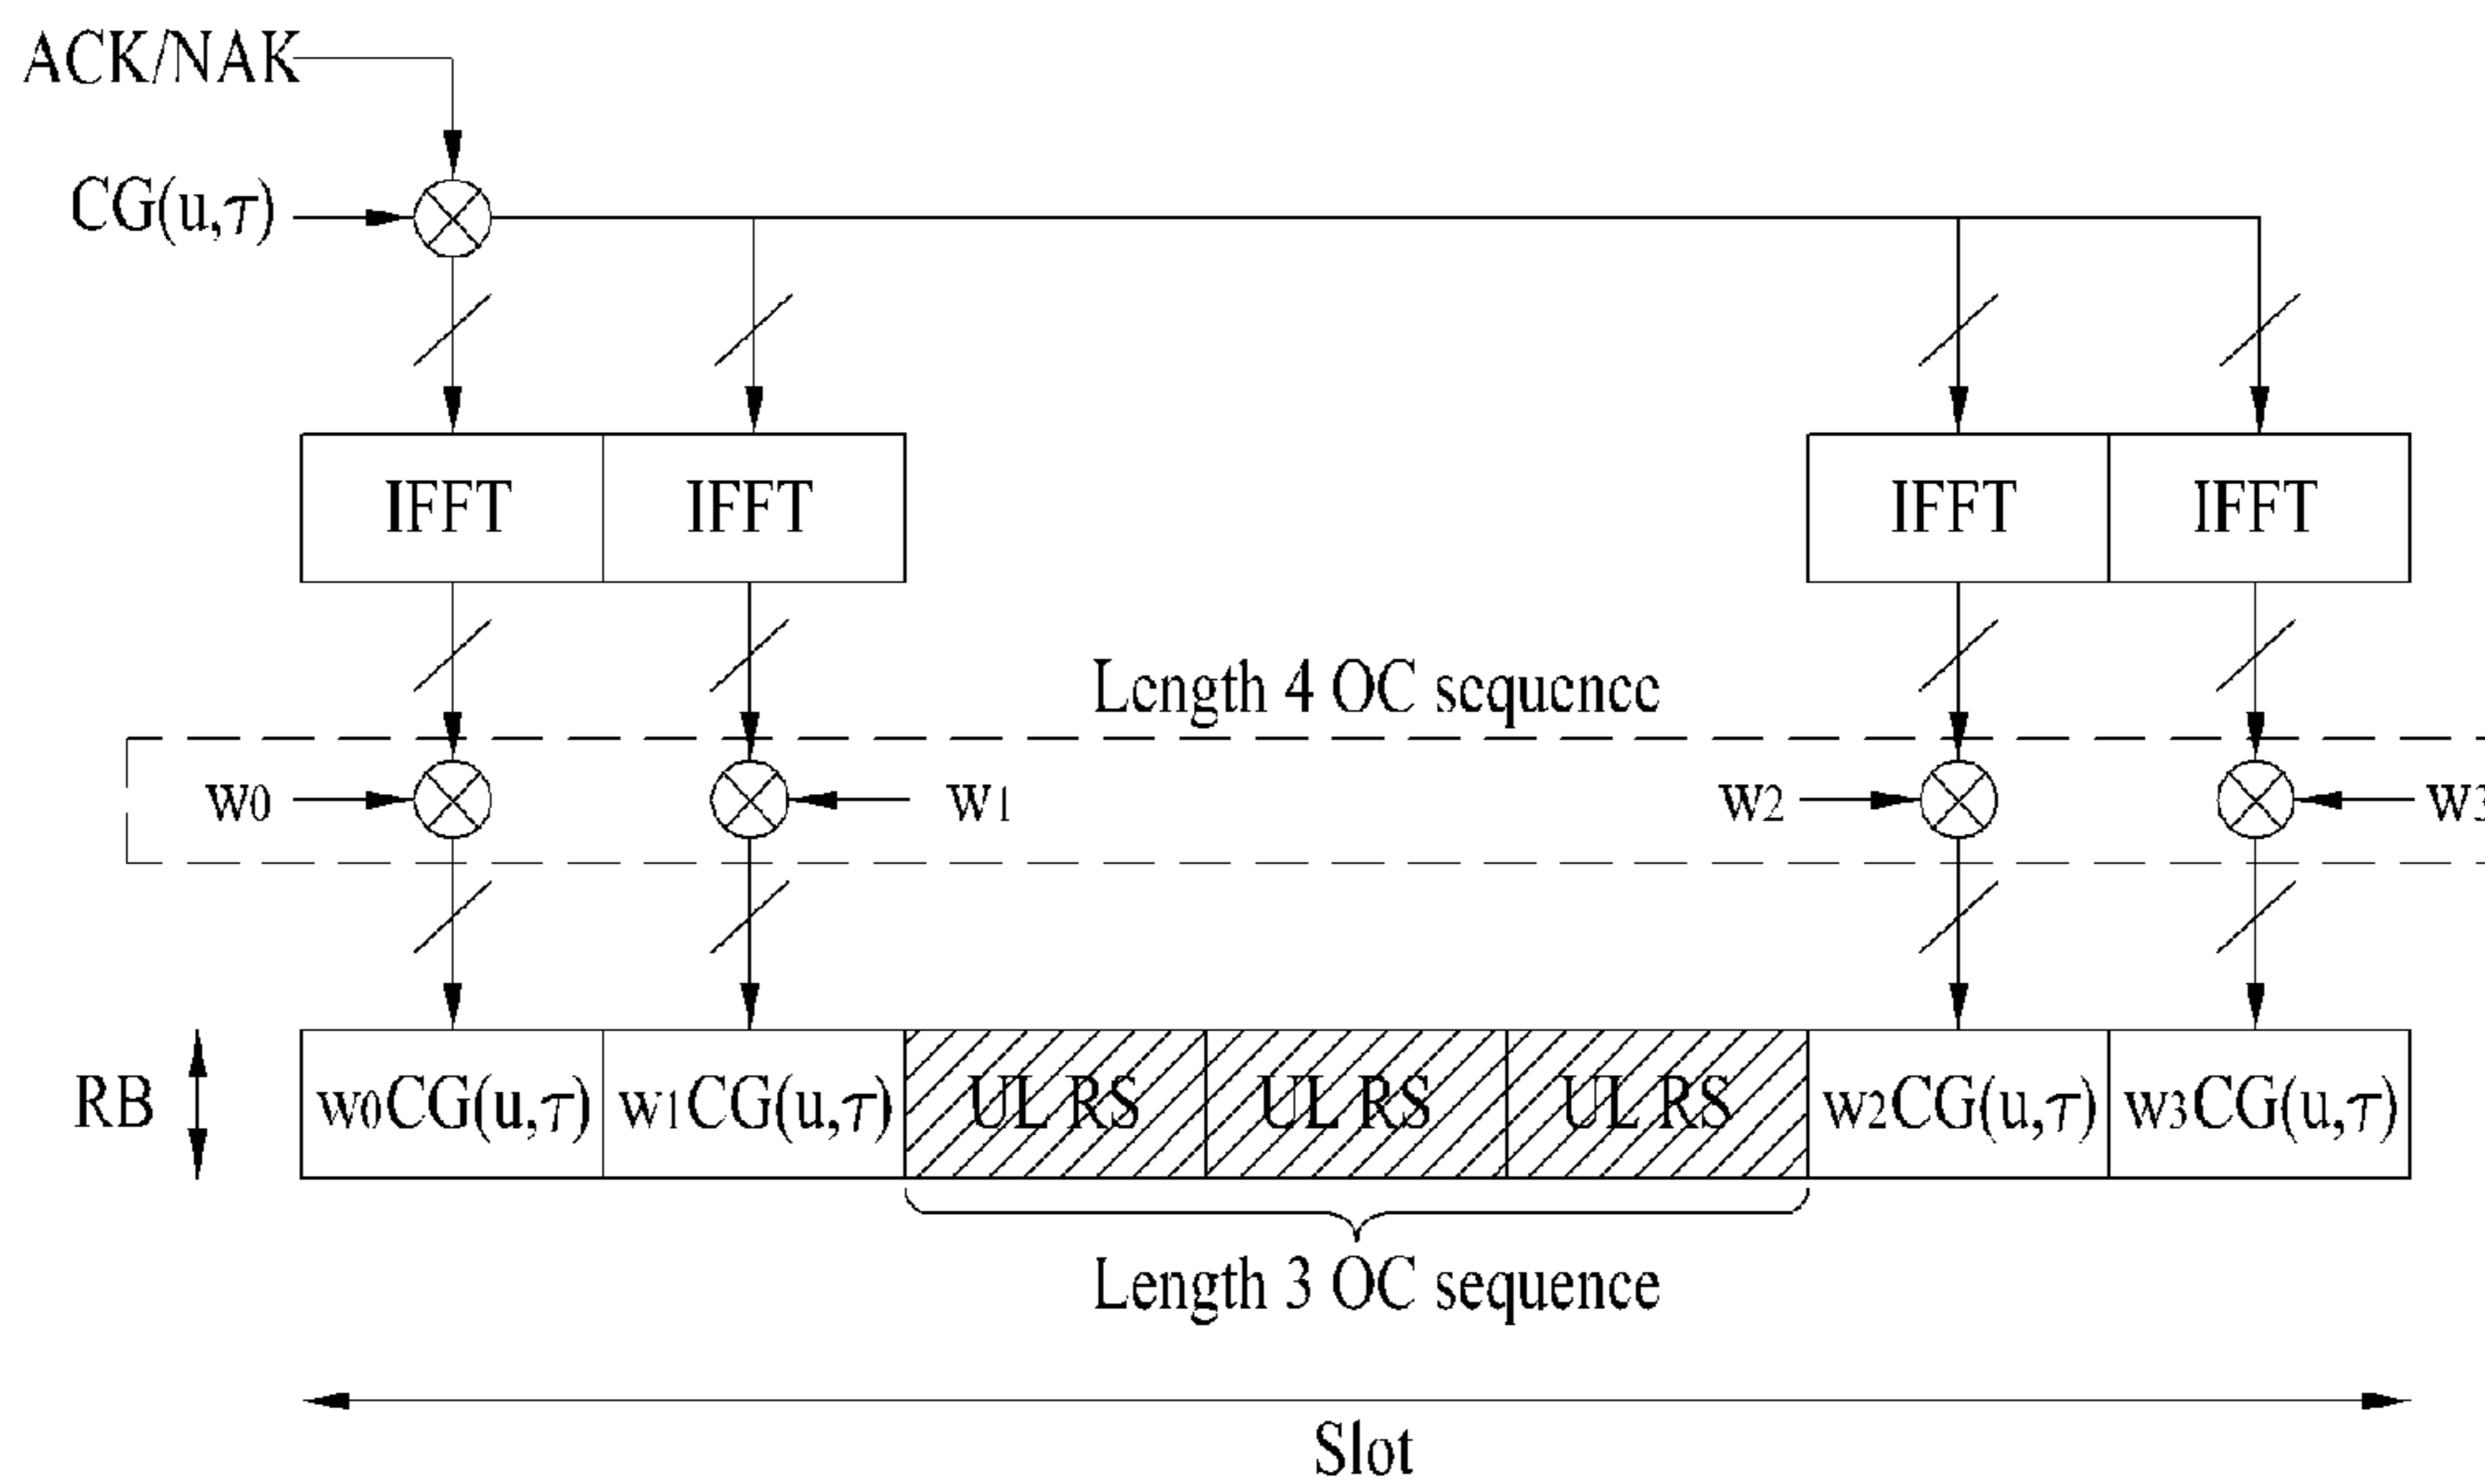 ACK/NAK
CG(u,τ)
IFFT IFFT IFFT IFFT
Length 4 OC sequence
w0 w1 w2 w3
RB w0CG(u,τ) w1CG(u,τ) UL RS UL RS UL RS w2CG(u,τ) w3CG(u,τ)
Length 3 OC sequence
Slot